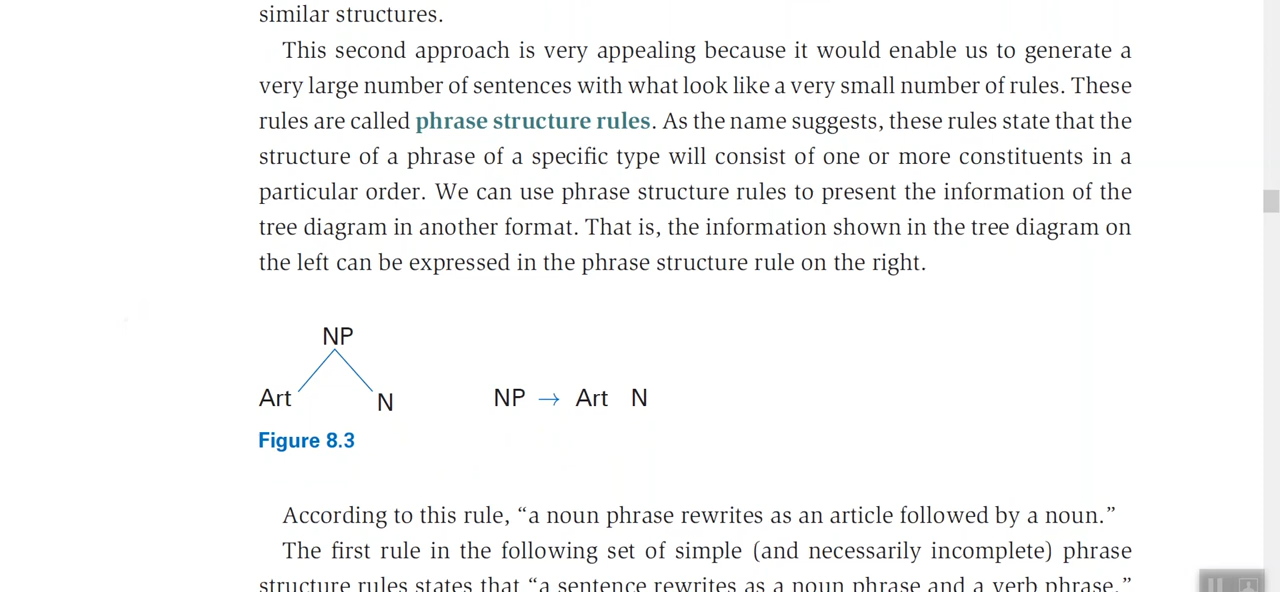 similar structures.
This second approach is very appealing because it would enable us to generate a
very large number of sentences with what look like a very small number of rules. These
rules are called phrase structure rules. As the name suggests, these rules state that the
structure of a phrase of a specific type will consist of one or more constituents in a
particular order. We can use phrase structure rules to present the information of the
tree diagram in another format. That is, the information shown in the tree diagram on
the left can be expressed in the phrase structure rule on the right.
NP
Art N NP → Art N
Figure 8.3
According to this rule, “a noun phrase rewrites as an article followed by a noun.”
The first rule in the following set of simple (and necessarily incomplete) phrase
structure rules states that “a sentence rewrites as a noun phrase and a verb phrase.”